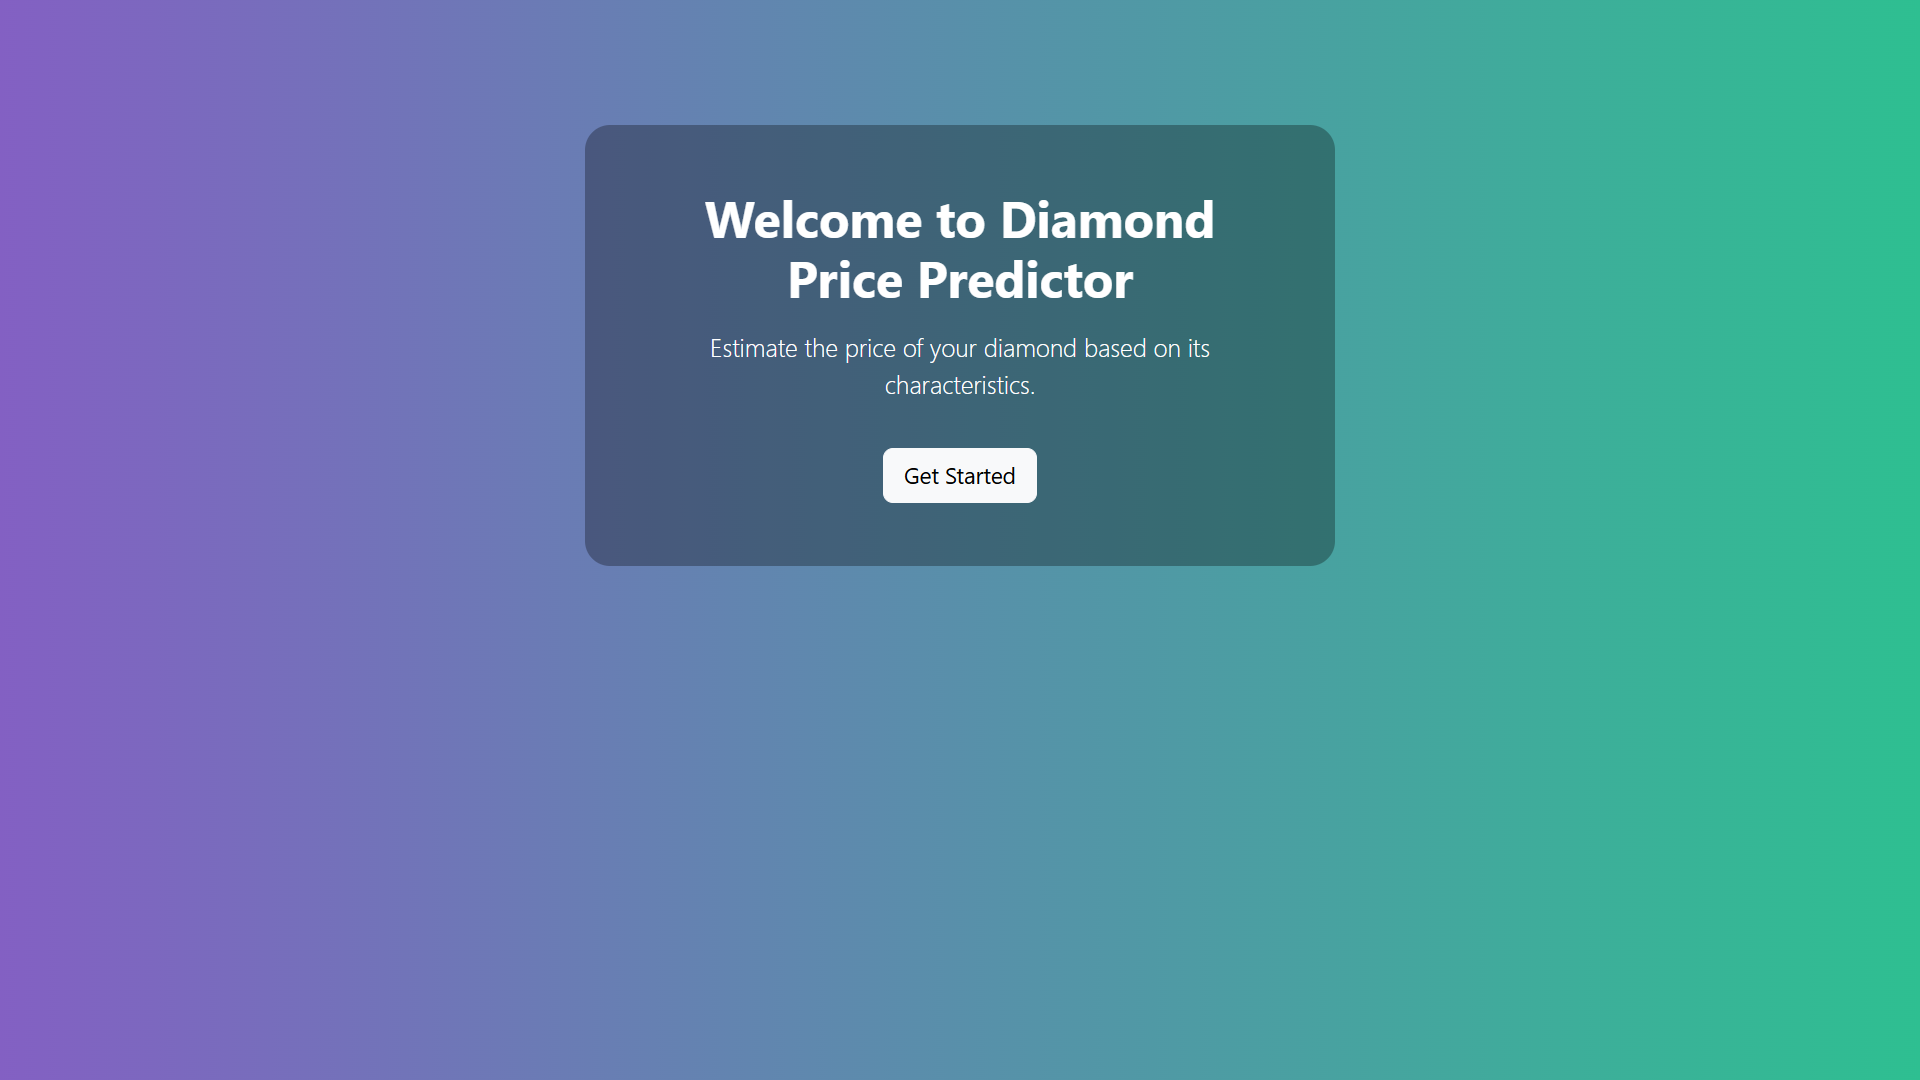 Welcome to Diamond
Price Predictor
Estimate the price of your diamond based on its
characteristics.
Get Started